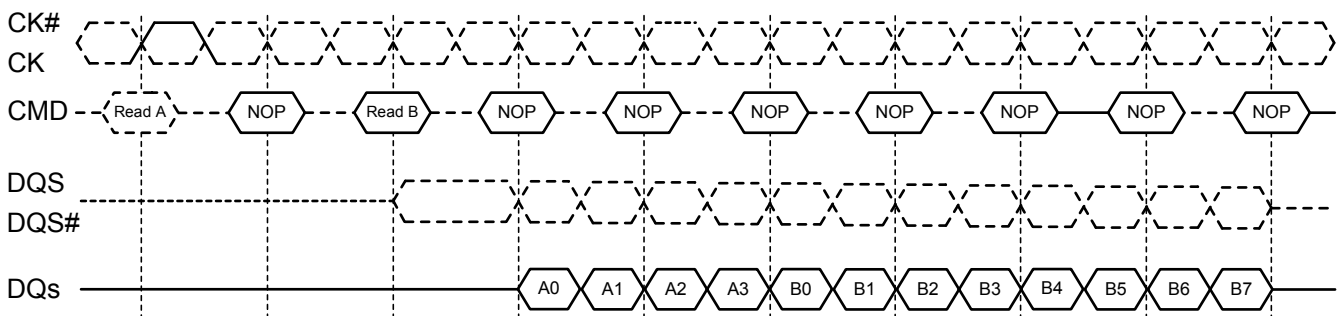 CK#
CK
CMD Read A NOP Read B NOP NOP NOP NOP NOP NOP NOP
DQS
DQS#
DQs A0 A1 A2 A3 B0 B1 B2 B3 B4 B5 B6 B7